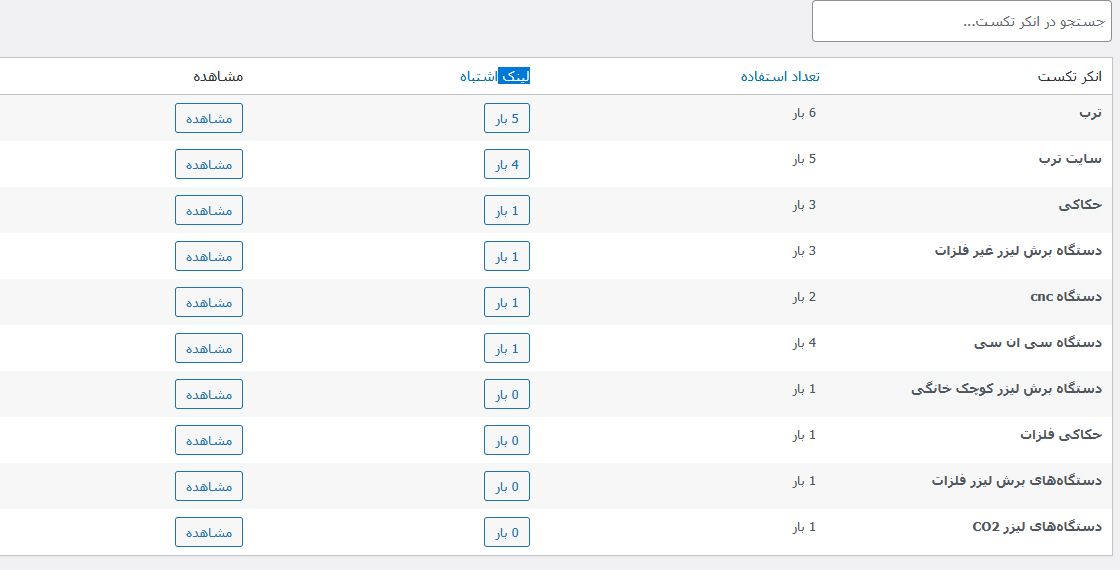 جستجو در انکر تکست...
انکر تکست تعداد استفاده لینک اشتباه مشاهده
ترب 6 بار 5 بار مشاهده
سایت ترب 5 بار 4 بار مشاهده
حکاکی 3 بار 1 بار مشاهده
دستگاه برش لیزر غیر فلزات 3 بار 1 بار مشاهده
دستگاه cnc 2 بار 1 بار مشاهده
دستگاه سی ان سی 4 بار 1 بار مشاهده
دستگاه برش لیزر کوچک خانگی 1 بار 0 بار مشاهده
حکاکی فلزات 1 بار 0 بار مشاهده
دستگاه‌های برش لیزر فلزات 1 بار 0 بار مشاهده
دستگاه‌های لیزر CO2 1 بار 0 بار مشاهده